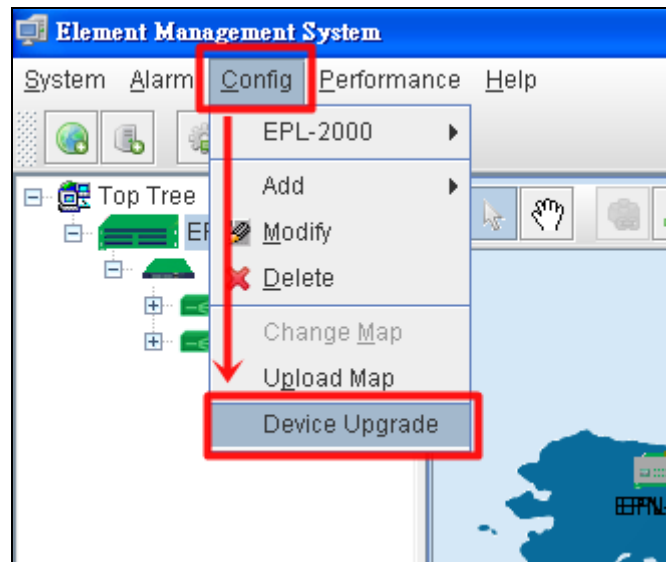 Element Management System
System Alarm Config Performance Help
EPL-2000
Add
Top Tree
Modify
Delete
Change Map
Upload Map
Device Upgrade